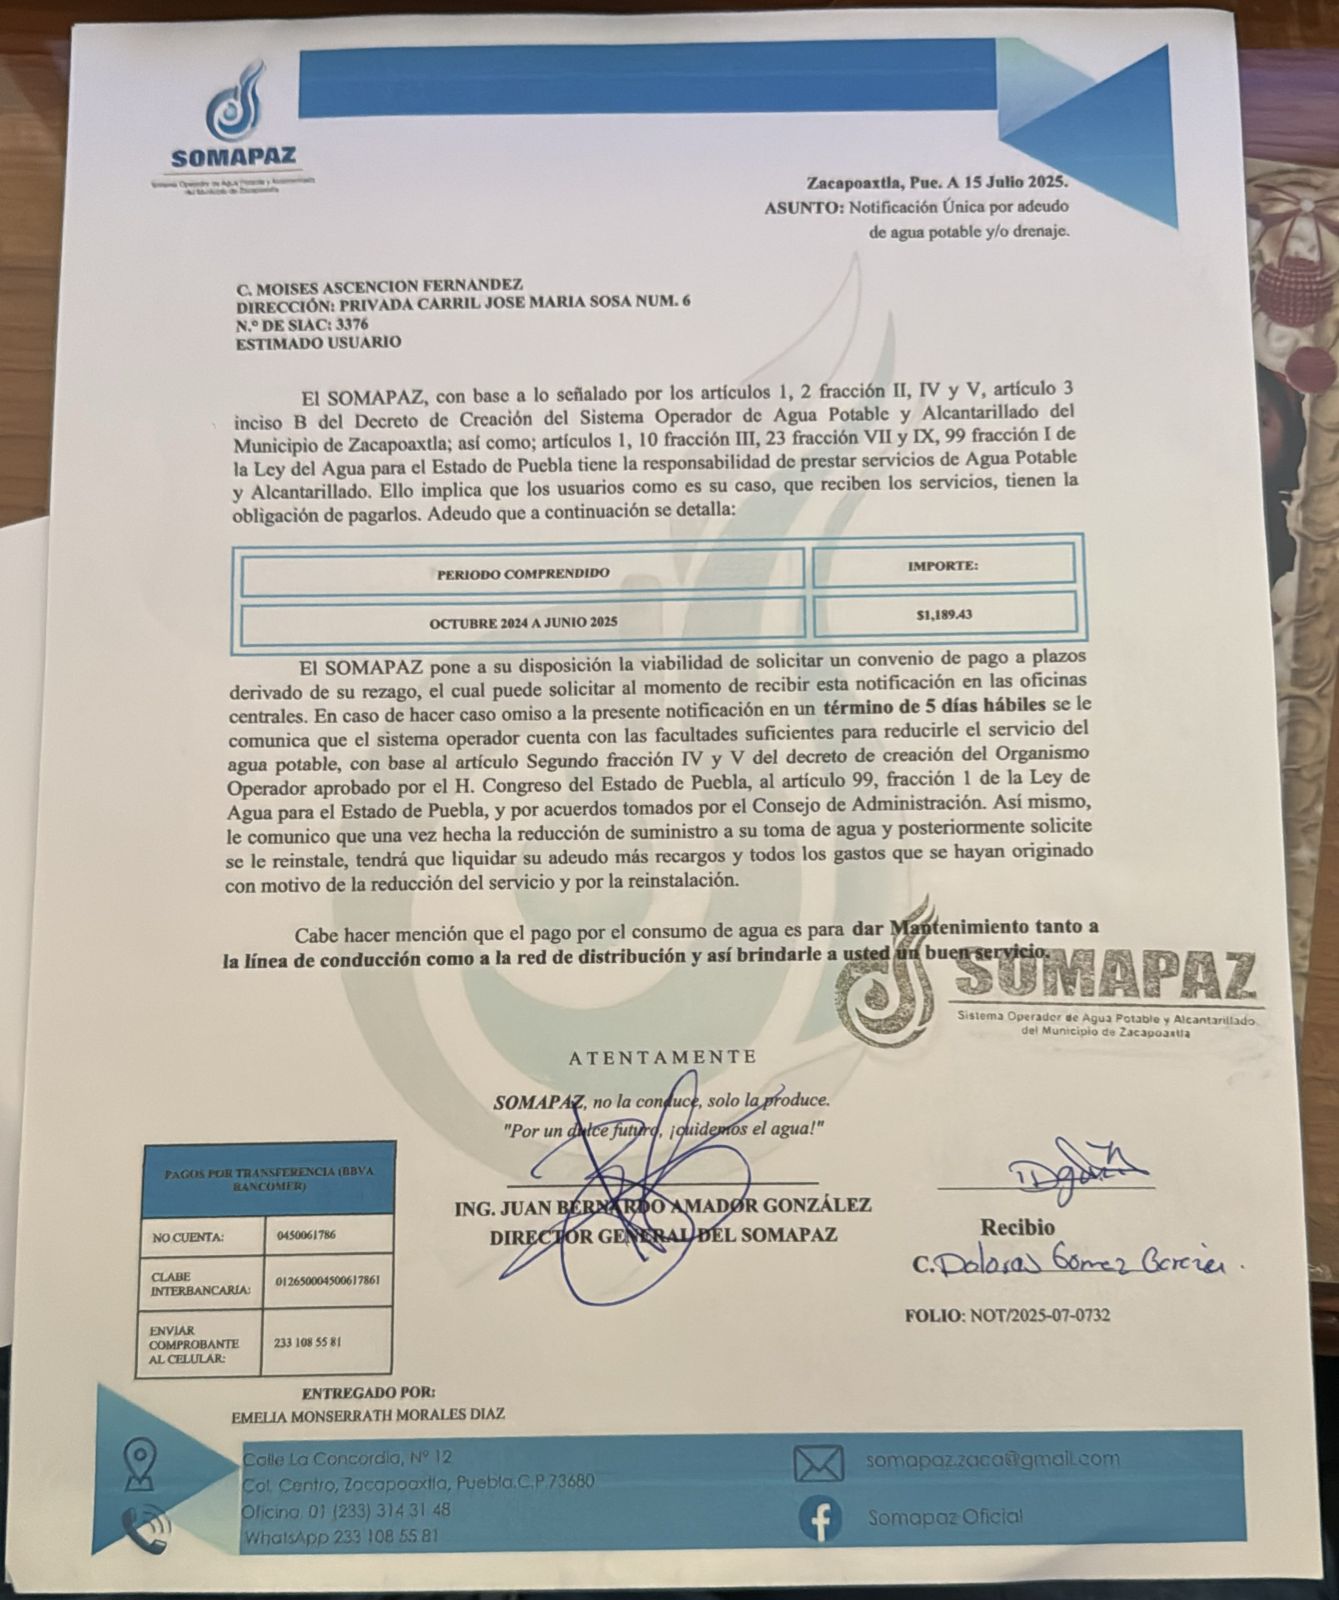 SOMAPAZ
Sistema Operador de Agua Potable y Alcantarillado
del Municipio de Zacapoaxtla
Zacapoaxtla, Pue. A 15 Julio 2025.
ASUNTO: Notificación Única por adeudo
de agua potable y/o drenaje.
C. MOISES ASCENCION FERNANDEZ
DIRECCIÓN: PRIVADA CARRIL JOSE MARIA SOSA NUM. 6
N.º DE SIAC: 3376
ESTIMADO USUARIO
El SOMAPAZ, con base a lo señalado por los artículos 1, 2 fracción II, IV y V, artículo 3
inciso B del Decreto de Creación del Sistema Operador de Agua Potable y Alcantarillado del
Municipio de Zacapoaxtla; así como; artículos 1, 10 fracción III, 23 fracción VII y IX, 99 fracción I de
la Ley del Agua para el Estado de Puebla tiene la responsabilidad de prestar servicios de Agua Potable
y Alcantarillado. Ello implica que los usuarios como es su caso, que reciben los servicios, tienen la
obligación de pagarlos. Adeudo que a continuación se detalla:
PERIODO COMPRENDIDO IMPORTE:
OCTUBRE 2024 A JUNIO 2025 $1,189.43
El SOMAPAZ pone a su disposición la viabilidad de solicitar un convenio de pago a plazos
derivado de su rezago, el cual puede solicitar al momento de recibir esta notificación en las oficinas
centrales. En caso de hacer caso omiso a la presente notificación en un término de 5 días hábiles se le
comunica que el sistema operador cuenta con las facultades suficientes para reducirle el servicio del
agua potable, con base al artículo Segundo fracción IV y V del decreto de creación del Organismo
Operador aprobado por el H. Congreso del Estado de Puebla, al artículo 99, fracción 1 de la Ley de
Agua para el Estado de Puebla, y por acuerdos tomados por el Consejo de Administración. Así mismo,
le comunico que una vez hecha la reducción de suministro a su toma de agua y posteriormente solicite
se le reinstale, tendrá que liquidar su adeudo más recargos y todos los gastos que se hayan originado
con motivo de la reducción del servicio y por la reinstalación.
Cabe hacer mención que el pago por el consumo de agua es para dar Mantenimiento tanto a
la línea de conducción como a la red de distribución y así brindarle a usted un buen servicio.
SOMAPAZ
Sistema Operador de Agua Potable y Alcantarillado
del Municipio de Zacapoaxtla
ATENTAMENTE
SOMAPAZ, no la conduce, solo la produce.
"Por un dulce futuro, ¡cuidemos el agua!"
ING. JUAN BERNARDO AMADOR GONZÁLEZ
DIRECTOR GENERAL DEL SOMAPAZ
Recibio
C. Dolores Gómez García.
FOLIO: NOT/2025-07-0732
PAGOS POR TRANSFERENCIA (BBVA
BANCOMER)
NO CUENTA: 0450061786
CLABE
INTERBANCARIA: 012650004500617861
ENVIAR
COMPROBANTE
AL CELULAR: 233 108 55 81
ENTREGADO POR:
EMELIA MONSERRATH MORALES DIAZ
Calle La Concordia, Nº 12
Col. Centro, Zacapoaxtla, Puebla.C.P.73680
Oficina. 01 (233) 314 31 48
WhatsApp 233 108 55 81
somapaz.zaca@gmail.com
Somapaz Oficial